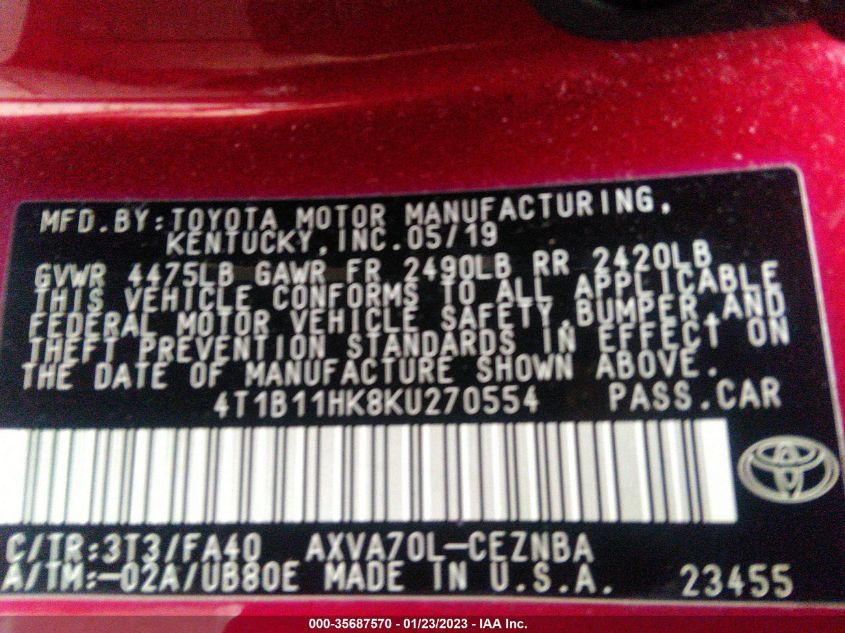 MFD.BY:TOYOTA MOTOR MANUFACTURING,
KENTUCKY,INC.05/19
GVWR 4475LB GAWR FR 2490LB RR 2420LB
THIS VEHICLE CONFORMS TO ALL APPLICABLE
FEDERAL MOTOR VEHICLE SAFETY,BUMPER,AND
THEFT PREVENTION STANDARDS IN EFFECT ON
THE DATE OF MANUFACTURE SHOWN ABOVE.
4T1B11HK8KU270554 PASS.CAR
C/TR:3T3/FA40 AXVA70L-CEZNBA
A/TM:-02A/UB80E MADE IN U.S.A. 23455
000-35687570 - 01/23/2023 - IAA Inc.